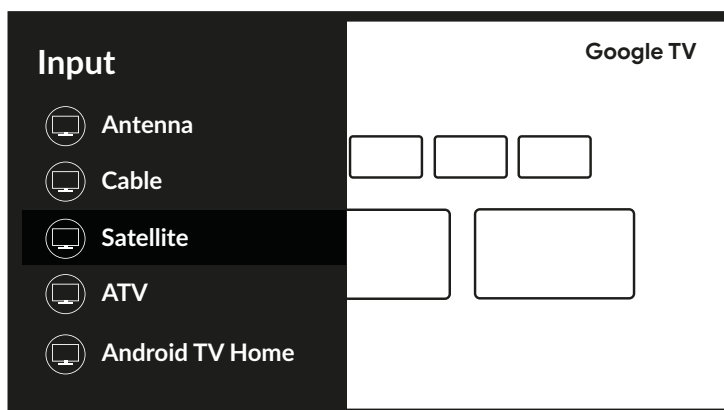 Input
Google TV
Antenna
Cable
Satellite
ATV
Android TV Home